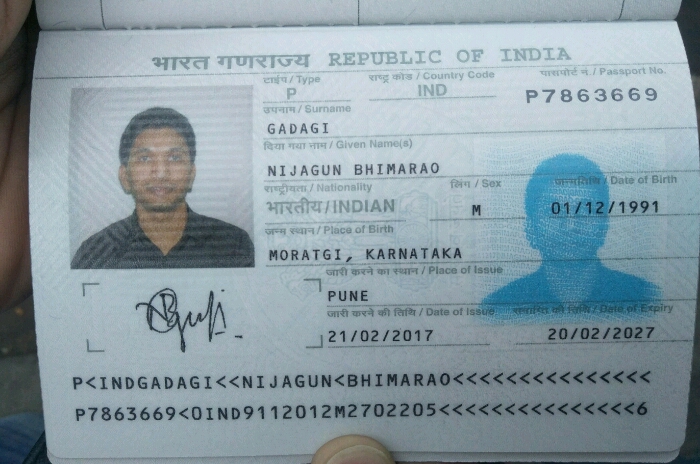 भारत गणराज्य REPUBLIC OF INDIA
टाईप / Type राष्ट्र कोड / Country Code पासपोर्ट न. / Passport No.
P IND P7863669
उपनाम / Surname
GADAGI
दिया गया नाम / Given Name(s)
NIJAGUN BHIMARAO
राष्ट्रीयता / Nationality लिंग / Sex जन्मतिथि / Date of Birth
भारतीय/INDIAN M 01/12/1991
जन्म स्थान / Place of Birth
MORATGI, KARNATAKA
जारी करने का स्थान / Place of Issue
PUNE
जारी करने की तिथि / Date of Issue समाप्ति की तिथि / Date of Expiry
21/02/2017 20/02/2027
P<INDGADAGI<<NIJAGUN<BHIMARAO<<<<<<<<<<<<<<<
P7863669<0IND9112012M2702205<<<<<<<<<<<<<<<6